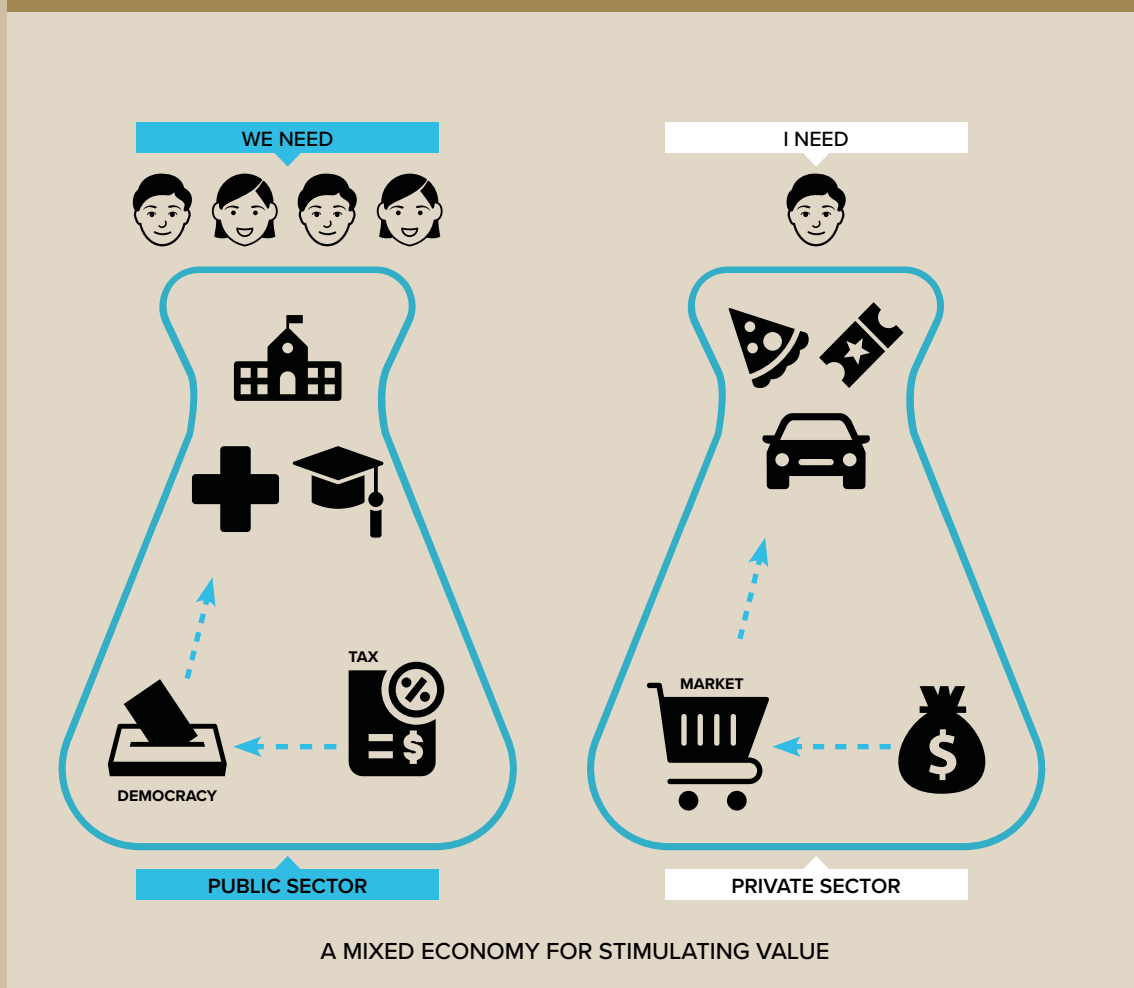 WE NEED
I NEED
TAX
$
DEMOCRACY
MARKET
$
PUBLIC SECTOR
PRIVATE SECTOR
A MIXED ECONOMY FOR STIMULATING VALUE